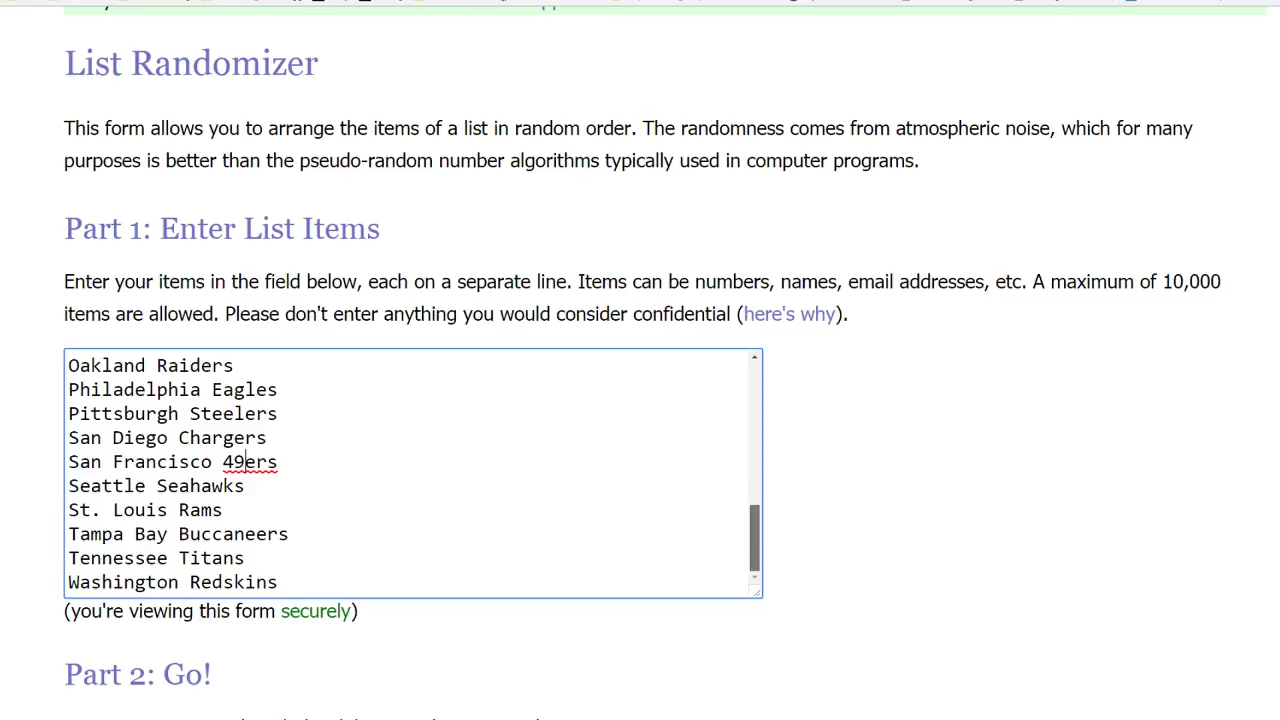 List Randomizer
This form allows you to arrange the items of a list in random order. The randomness comes from atmospheric noise, which for many
purposes is better than the pseudo-random number algorithms typically used in computer programs.
Part 1: Enter List Items
Enter your items in the field below, each on a separate line. Items can be numbers, names, email addresses, etc. A maximum of 10,000
items are allowed. Please don't enter anything you would consider confidential (here's why).
Oakland Raiders
Philadelphia Eagles
Pittsburgh Steelers
San Diego Chargers
San Francisco 49ers
Seattle Seahawks
St. Louis Rams
Tampa Bay Buccaneers
Tennessee Titans
Washington Redskins
(you're viewing this form securely)
Part 2: Go!